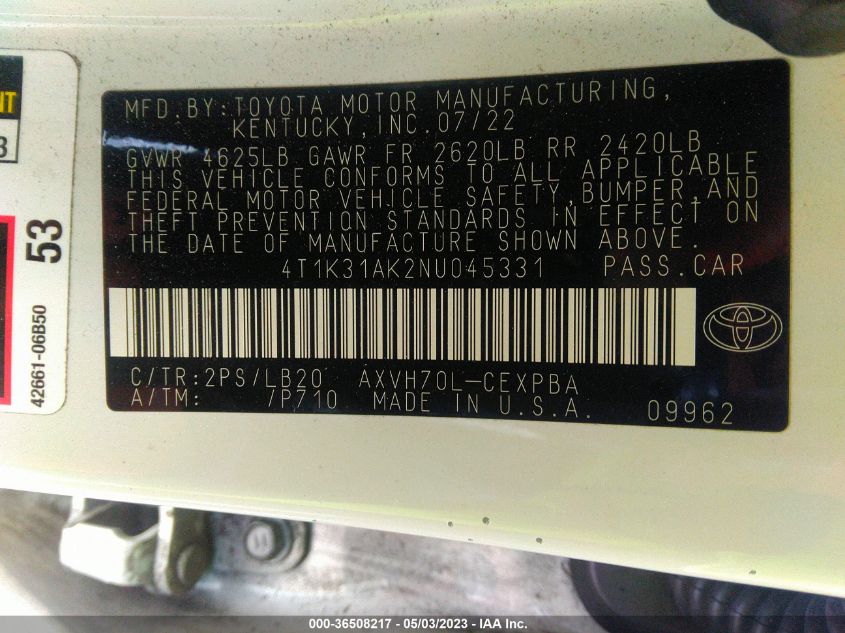 MFD.BY:TOYOTA MOTOR MANUFACTURING,
KENTUCKY,INC.07/22
GVWR 4625LB GAWR FR 2620LB RR 2420LB
THIS VEHICLE CONFORMS TO ALL APPLICABLE
FEDERAL MOTOR VEHICLE SAFETY,BUMPER,AND
THEFT PREVENTION STANDARDS IN EFFECT ON
THE DATE OF MANUFACTURE SHOWN ABOVE.
4T1K31AK2NU045331 PASS.CAR
C/TR:2PS/LB20 AXVH70L-CEXPBA
A/TM: /P710 MADE IN U.S.A. 09962
53
42661-06B50
000-36508217 - 05/03/2023 - IAA Inc.